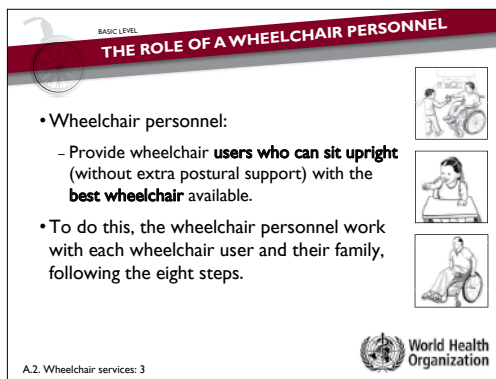 BASIC LEVEL
THE ROLE OF A WHEELCHAIR PERSONNEL
• Wheelchair personnel:
– Provide wheelchair users who can sit upright
(without extra postural support) with the
best wheelchair available.
• To do this, the wheelchair personnel work
with each wheelchair user and their family,
following the eight steps.
A.2. Wheelchair services: 3
World Health
Organization